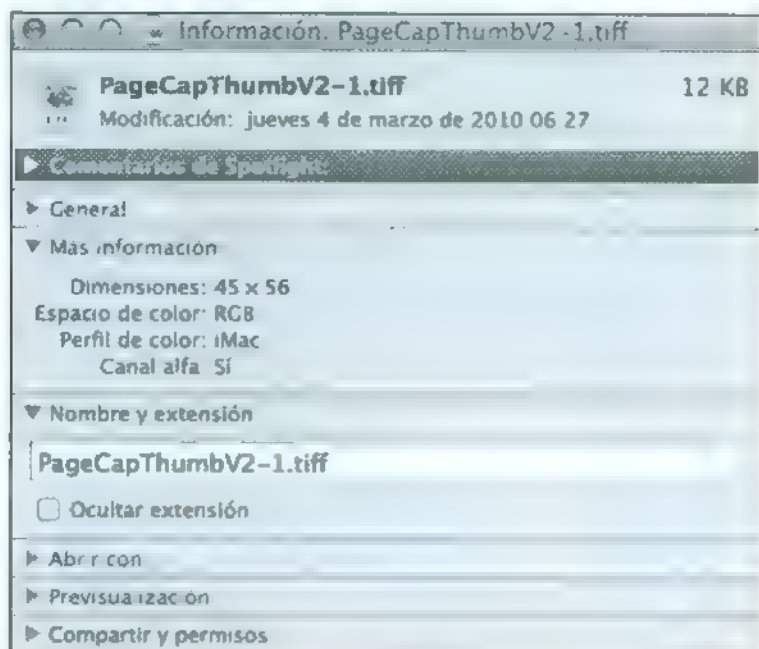 Información. PageCapThumbV2-1.tiff
PageCapThumbV2-1.tiff 12 KB
Modificación: jueves 4 de marzo de 2010 06 27
Comentarios de Spotlight:
General
Más información
Dimensiones: 45 x 56
Espacio de color: RGB
Perfil de color: iMac
Canal alfa Sí
Nombre y extensión
PageCapThumbV2-1.tiff
Ocultar extensión
Abrir con
Previsualización
Compartir y permisos